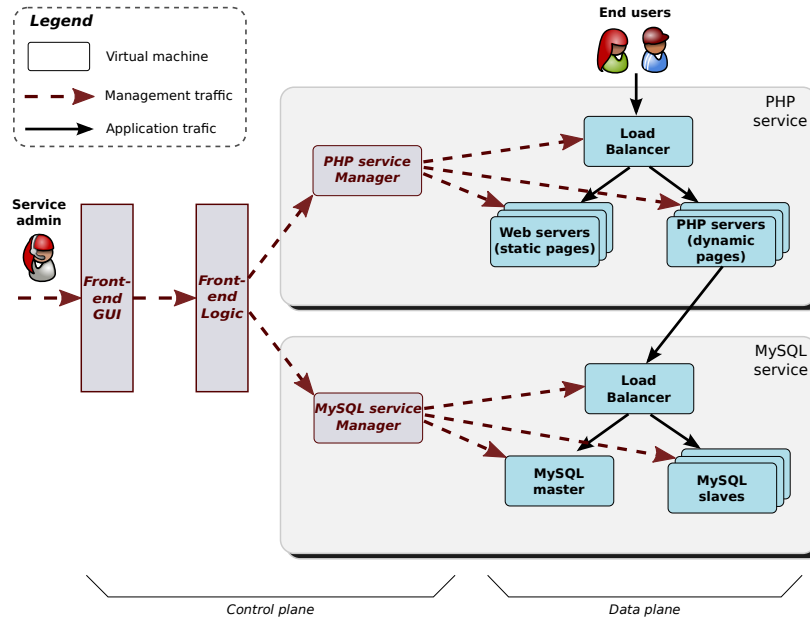 Legend
Virtual machine
Management traffic
Application trafic
End users
PHP
service
Load
Balancer
PHP service
Manager
Web servers
(static pages)
PHP servers
(dynamic
pages)
Service
admin
Front-
end
GUI
Front-
end
Logic
MySQL
service
Load
Balancer
MySQL service
Manager
MySQL
master
MySQL
slaves
Control plane
Data plane